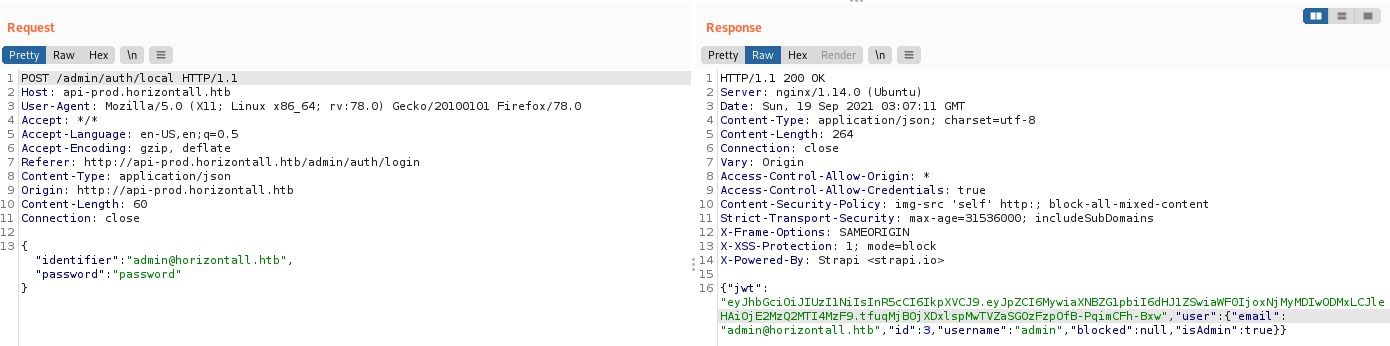 Request
Pretty Raw Hex \n
1 POST /admin/auth/local HTTP/1.1
2 Host: api-prod.horizontall.htb
3 User-Agent: Mozilla/5.0 (X11; Linux x86_64; rv:78.0) Gecko/20100101 Firefox/78.0
4 Accept: */*
5 Accept-Language: en-US,en;q=0.5
6 Accept-Encoding: gzip, deflate
7 Referer: http://api-prod.horizontall.htb/admin/auth/login
8 Content-Type: application/json
9 Origin: http://api-prod.horizontall.htb
10 Content-Length: 60
11 Connection: close
12
13 {
"identifier":"admin@horizontall.htb",
"password":"password"
}
Response
Pretty Raw Hex Render \n
1 HTTP/1.1 200 OK
2 Server: nginx/1.14.0 (Ubuntu)
3 Date: Sun, 19 Sep 2021 03:07:11 GMT
4 Content-Type: application/json; charset=utf-8
5 Content-Length: 264
6 Connection: close
7 Vary: Origin
8 Access-Control-Allow-Origin: *
9 Access-Control-Allow-Credentials: true
10 Content-Security-Policy: img-src 'self' http:; block-all-mixed-content
11 Strict-Transport-Security: max-age=31536000; includeSubDomains
12 X-Frame-Options: SAMEORIGIN
13 X-XSS-Protection: 1; mode=block
14 X-Powered-By: Strapi <strapi.io>
15
16 {"jwt":
"eyJhbGciOiJIUzI1NiIsInR5cCI6IkpXVCJ9.eyJpZCI6MywiaXNBZG1pbiI6dHJ1ZSwiaWF0IjoxNjMyMDIwODMxLCJle
HAiOjE2MzQ2MTI4MzF9.tfuqMjBOjXDxlspMwTVZaSGOzFzpOfB-PqimCFh-Bxw","user":{"email":
"admin@horizontall.htb","id":3,"username":"admin","blocked":null,"isAdmin":true}}